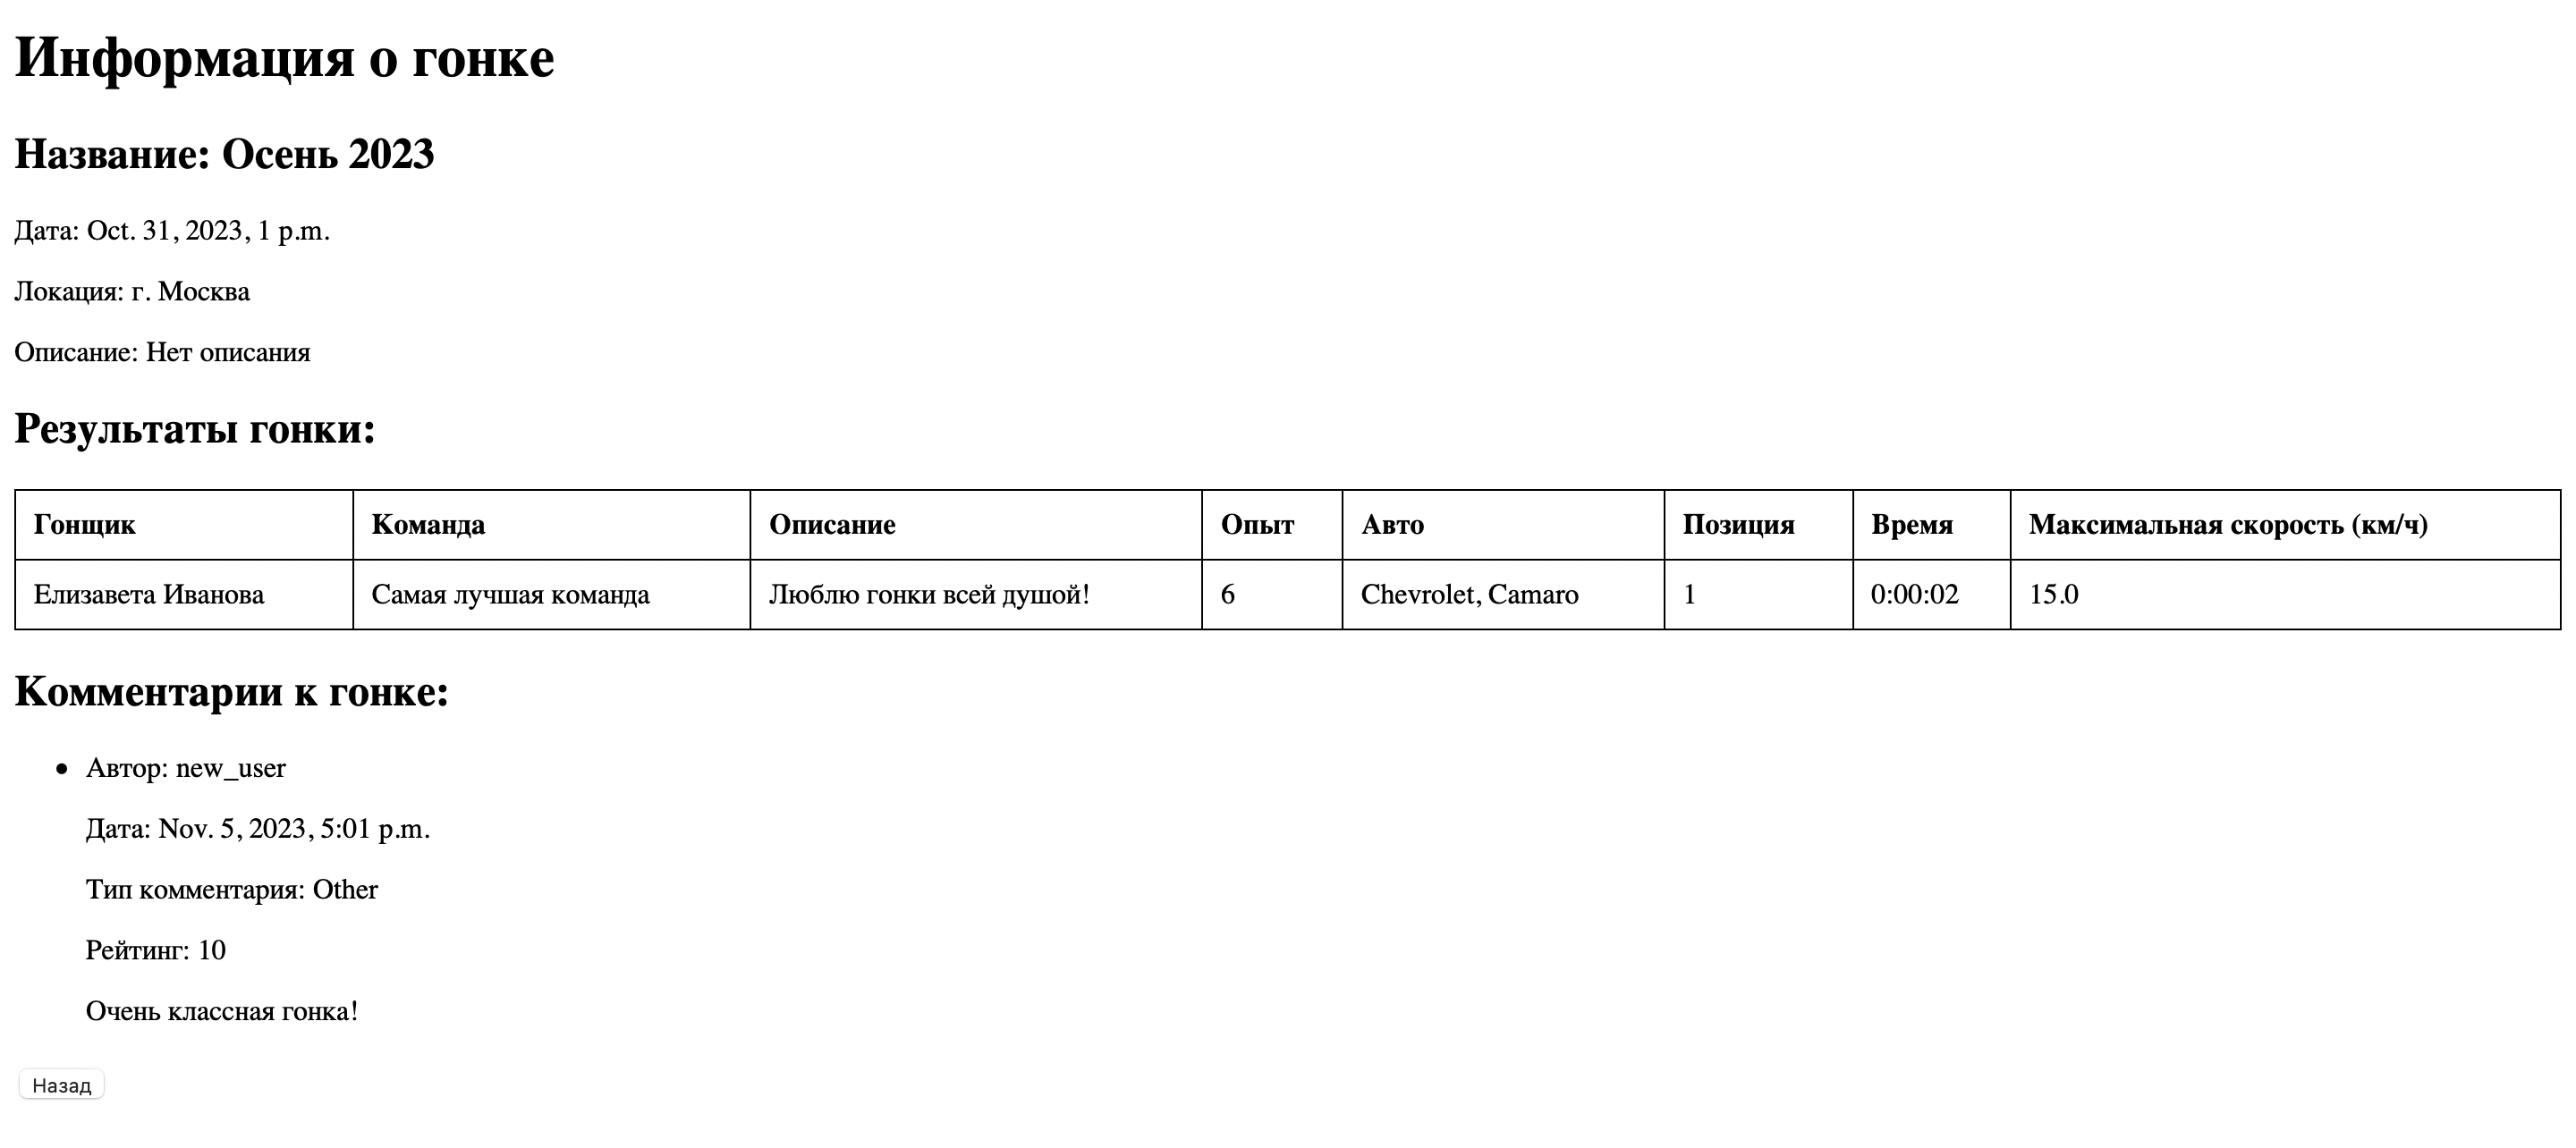 Информация о гонке
Название: Осень 2023
Дата: Oct. 31, 2023, 1 p.m.
Локация: г. Москва
Описание: Нет описания
Результаты гонки:
Гонщик Команда Описание Опыт Авто Позиция Время Максимальная скорость (км/ч)
Елизавета Иванова Самая лучшая команда Люблю гонки всей душой! 6 Chevrolet, Camaro 1 0:00:02 15.0
Комментарии к гонке:
• Автор: new_user
Дата: Nov. 5, 2023, 5:01 p.m.
Тип комментария: Other
Рейтинг: 10
Очень классная гонка!
Назад